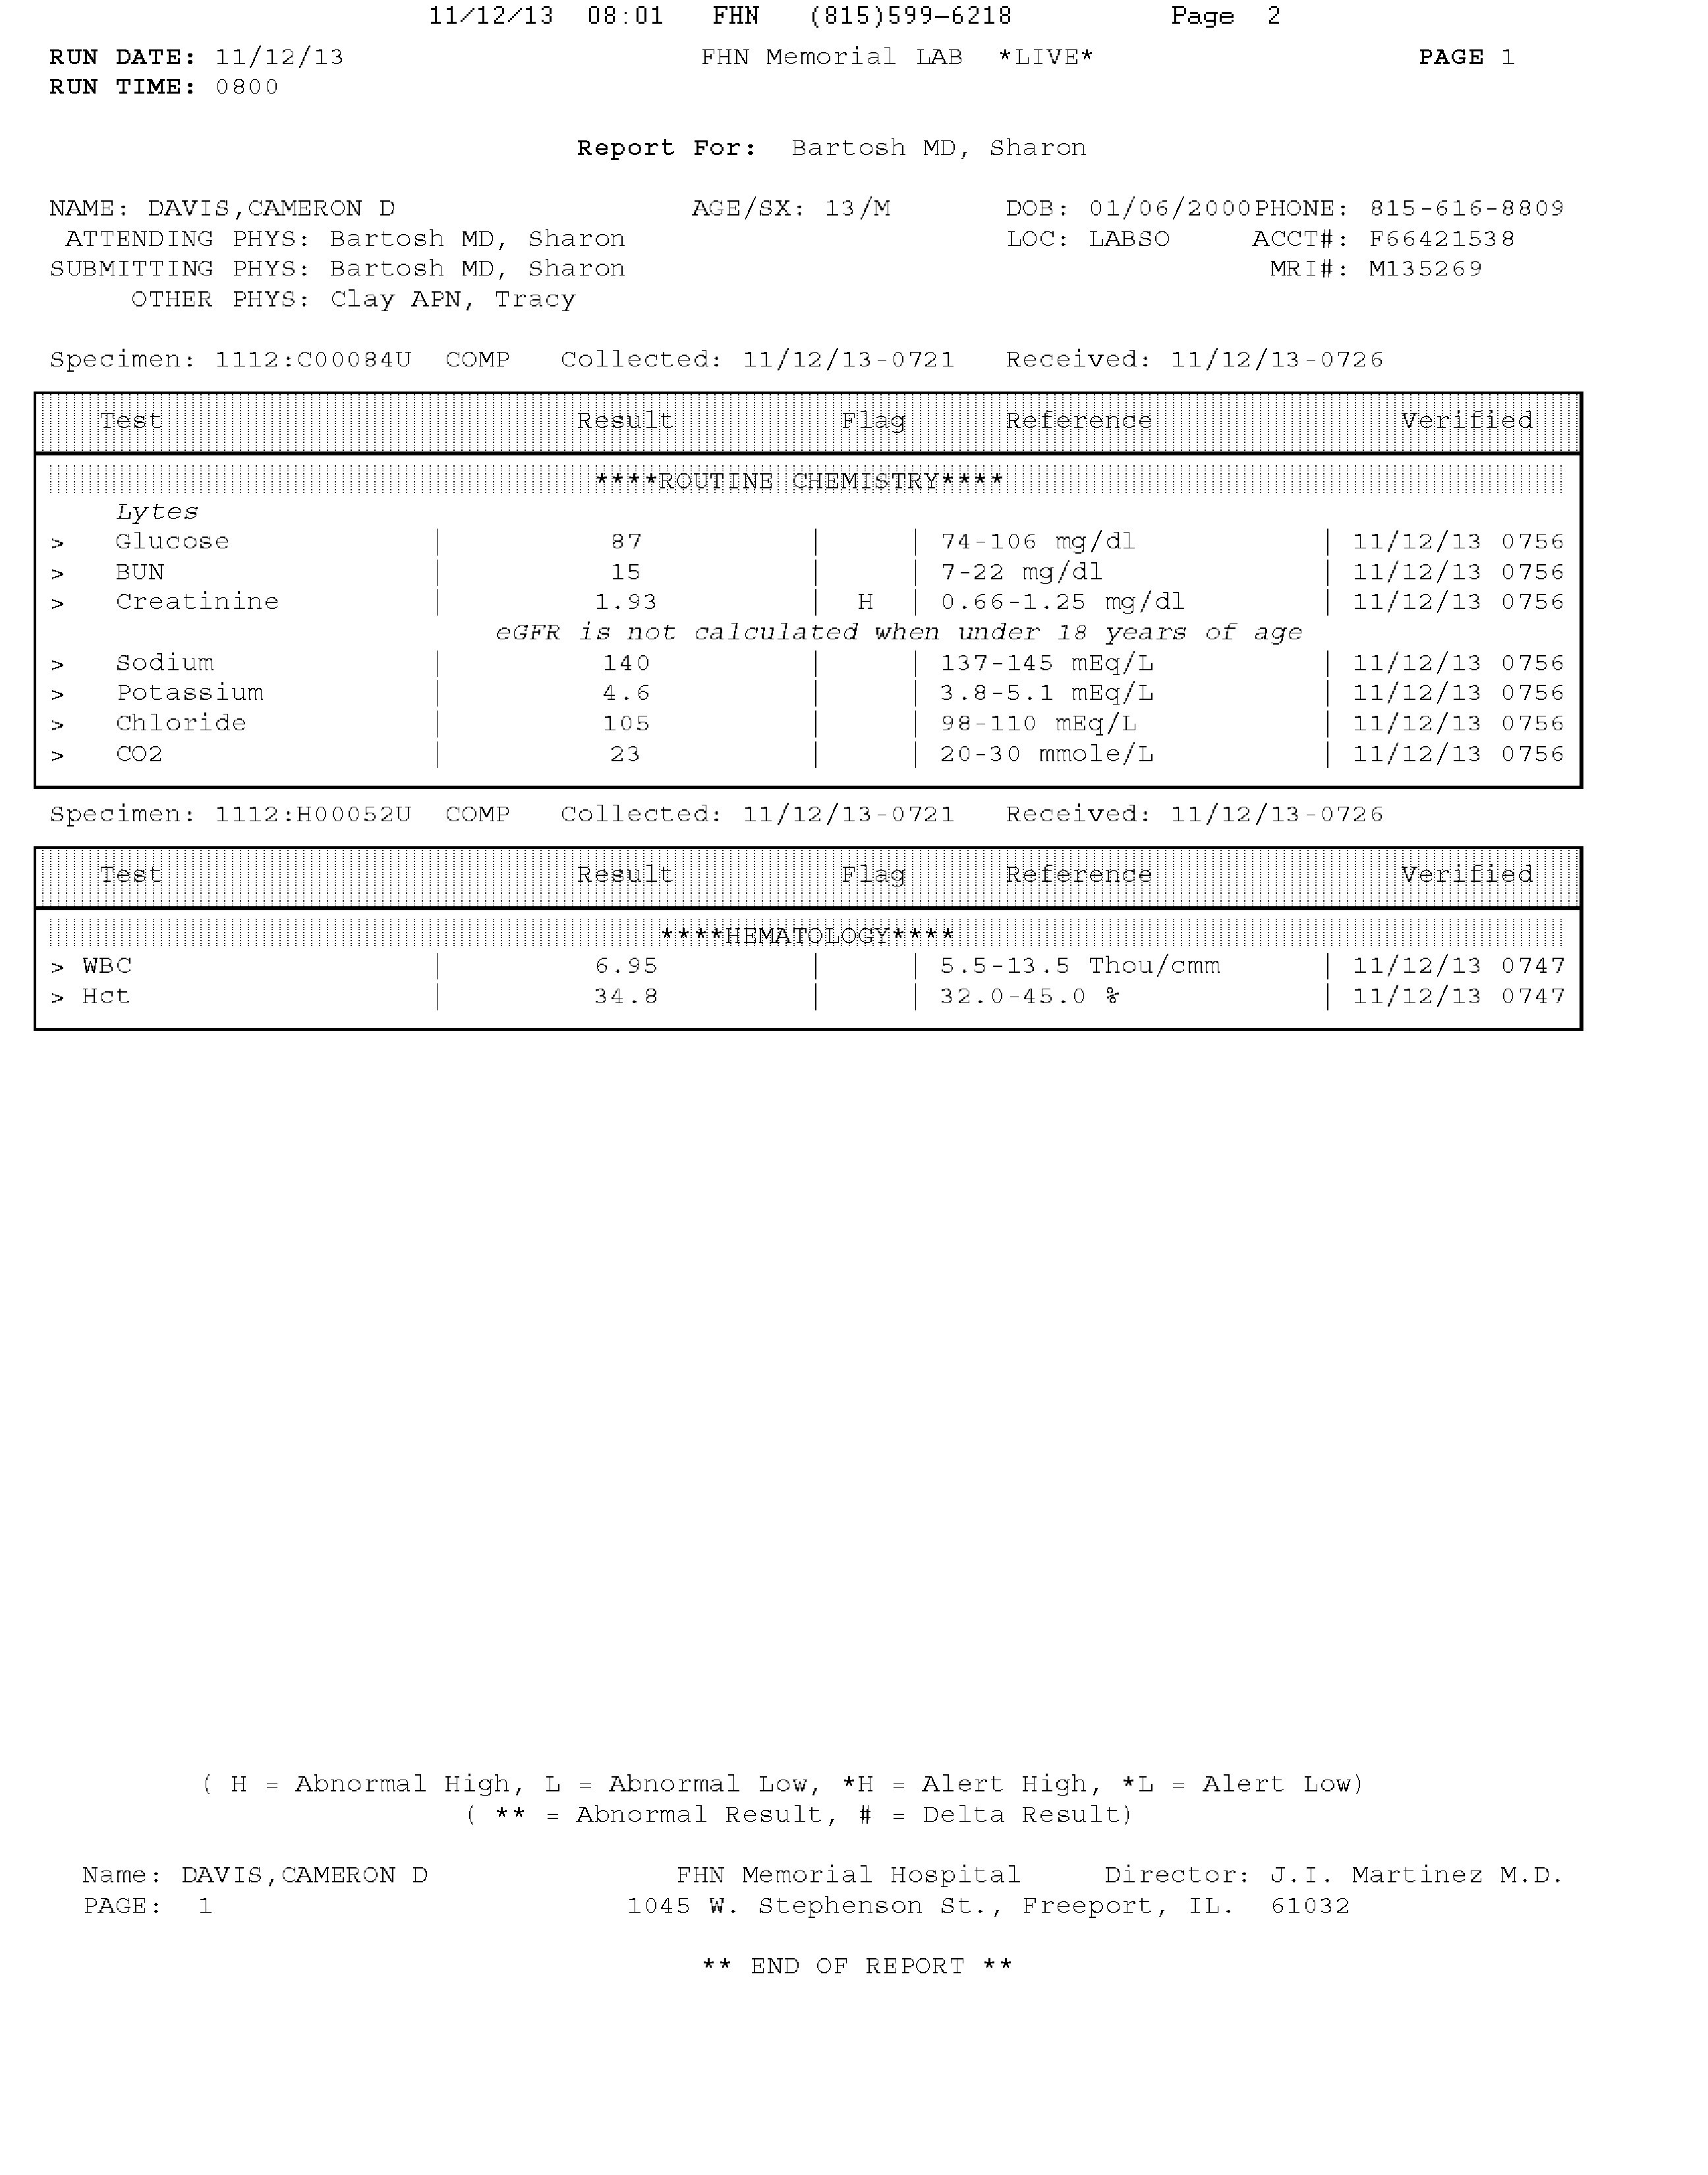 11/12/13 08:01 FHN (815)599-6218 Page 2
RUN DATE: 11/12/13 FHN Memorial LAB *LIVE* PAGE 1
RUN TIME: 0800
Report For: Bartosh MD, Sharon
NAME: DAVIS,CAMERON D AGE/SX: 13/M DOB: 01/06/2000PHONE: 815-616-8809
ATTENDING PHYS: Bartosh MD, Sharon LOC: LABSO ACCT#: F66421538
SUBMITTING PHYS: Bartosh MD, Sharon MRI#: M135269
OTHER PHYS: Clay APN, Tracy
Specimen: 1112:C00084U COMP Collected: 11/12/13-0721 Received: 11/12/13-0726
Test Result Flag Reference Verified
****ROUTINE CHEMISTRY****
Lytes
> Glucose | 87 | | 74-106 mg/dl | 11/12/13 0756
> BUN | 15 | | 7-22 mg/dl | 11/12/13 0756
> Creatinine | 1.93 | H | 0.66-1.25 mg/dl | 11/12/13 0756
eGFR is not calculated when under 18 years of age
> Sodium | 140 | | 137-145 mEq/L | 11/12/13 0756
> Potassium | 4.6 | | 3.8-5.1 mEq/L | 11/12/13 0756
> Chloride | 105 | | 98-110 mEq/L | 11/12/13 0756
> CO2 | 23 | | 20-30 mmole/L | 11/12/13 0756
Specimen: 1112:H00052U COMP Collected: 11/12/13-0721 Received: 11/12/13-0726
Test Result Flag Reference Verified
****HEMATOLOGY****
> WBC | 6.95 | | 5.5-13.5 Thou/cmm | 11/12/13 0747
> Hct | 34.8 | | 32.0-45.0 % | 11/12/13 0747
( H = Abnormal High, L = Abnormal Low, *H = Alert High, *L = Alert Low)
( ** = Abnormal Result, # = Delta Result)
Name: DAVIS,CAMERON D FHN Memorial Hospital Director: J.I. Martinez M.D.
PAGE: 1 1045 W. Stephenson St., Freeport, IL. 61032
** END OF REPORT **